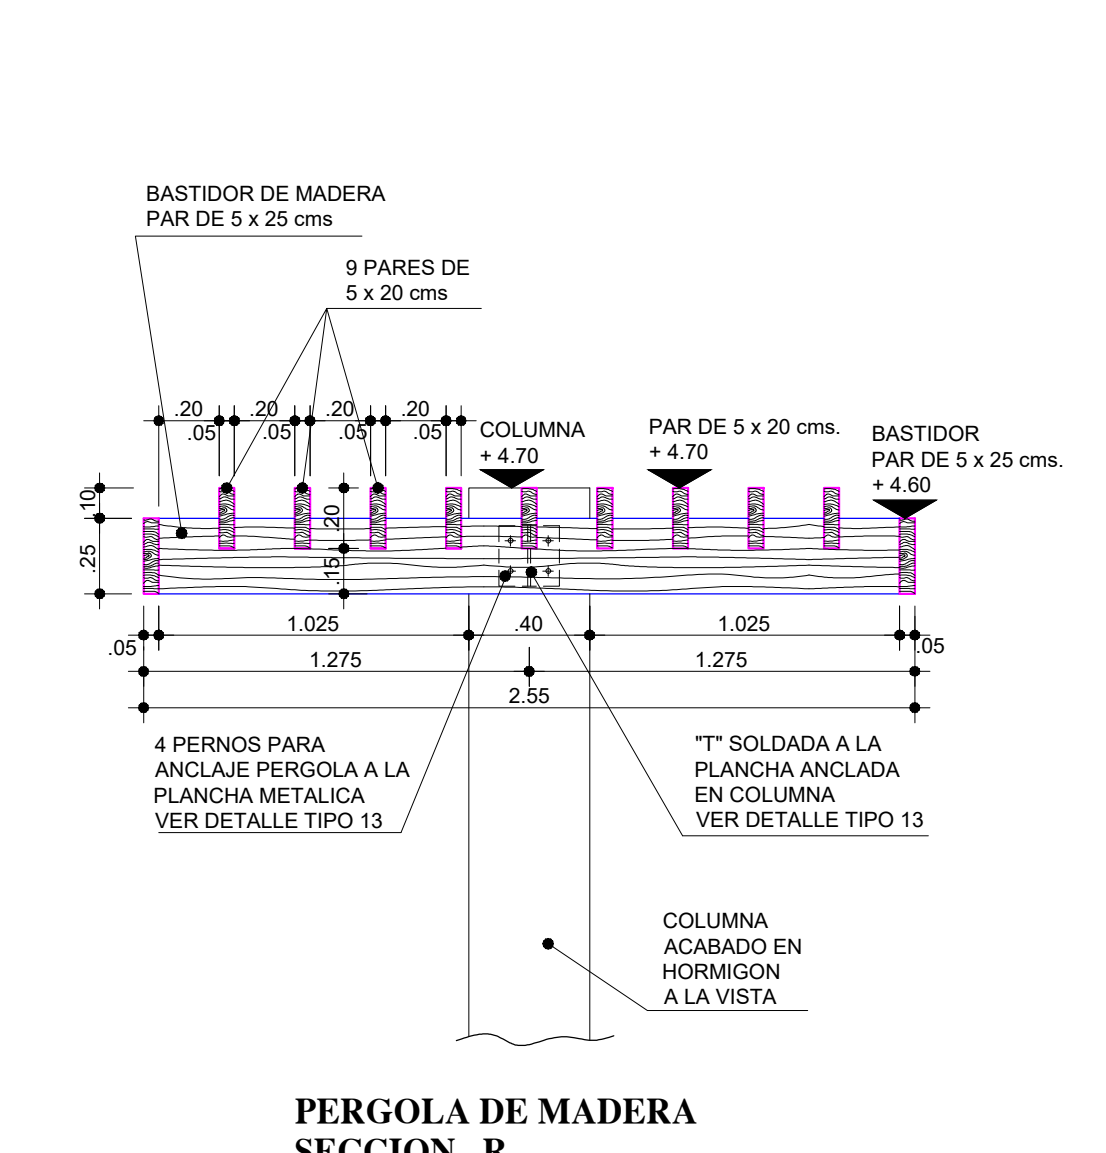 BASTIDOR DE MADERA
PAR DE 5 x 25 cms
9 PARES DE
5 x 20 cms
.20 .20 .20 .20
.05 .05 .05 .05
COLUMNA
+ 4.70
PAR DE 5 x 20 cms.
+ 4.70
BASTIDOR
PAR DE 5 x 25 cms.
+ 4.60
.10
.20
.25
.15
1.025 .40 1.025
.05 .05
1.275 1.275
2.55
4 PERNOS PARA
ANCLAJE PERGOLA A LA
PLANCHA METALICA
VER DETALLE TIPO 13
"T" SOLDADA A LA
PLANCHA ANCLADA
EN COLUMNA
VER DETALLE TIPO 13
COLUMNA
ACABADO EN
HORMIGON
A LA VISTA
PERGOLA DE MADERA
SECCION